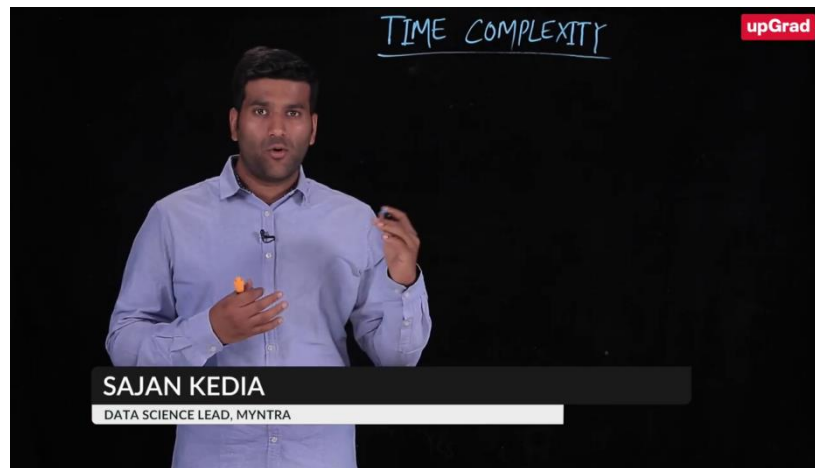 TIME COMPLEXITY
upGrad
SAJAN KEDIA
DATA SCIENCE LEAD, MYNTRA